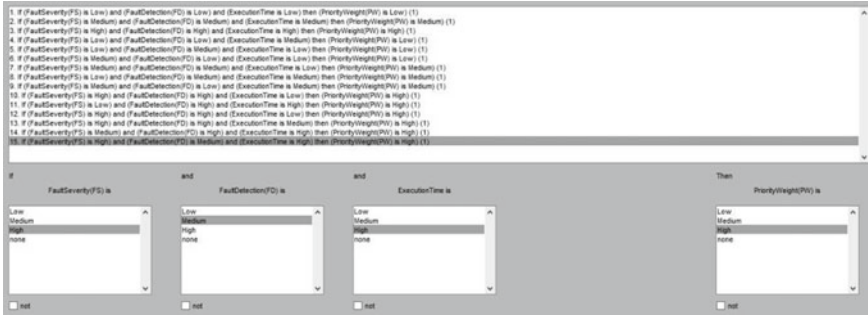 1. If (FaultSeverity(FS) is Low) and (FaultDetection(FD) is Low) and (ExecutionTime is Low) then (PriorityWeight(PW) is Low) (1)
2. If (FaultSeverity(FS) is Medium) and (FaultDetection(FD) is Medium) and (ExecutionTime is Medium) then (PriorityWeight(PW) is Medium) (1)
3. If (FaultSeverity(FS) is High) and (FaultDetection(FD) is High) and (ExecutionTime is High) then (PriorityWeight(PW) is High) (1)
4. If (FaultSeverity(FS) is Low) and (FaultDetection(FD) is Low) and (ExecutionTime is Medium) then (PriorityWeight(PW) is Low) (1)
5. If (FaultSeverity(FS) is Low) and (FaultDetection(FD) is Medium) and (ExecutionTime is Low) then (PriorityWeight(PW) is Low) (1)
6. If (FaultSeverity(FS) is Medium) and (FaultDetection(FD) is Low) and (ExecutionTime is Low) then (PriorityWeight(PW) is Low) (1)
7. If (FaultSeverity(FS) is Medium) and (FaultDetection(FD) is Medium) and (ExecutionTime is Low) then (PriorityWeight(PW) is Medium) (1)
8. If (FaultSeverity(FS) is Low) and (FaultDetection(FD) is Medium) and (ExecutionTime is Medium) then (PriorityWeight(PW) is Medium) (1)
9. If (FaultSeverity(FS) is Medium) and (FaultDetection(FD) is Low) and (ExecutionTime is Medium) then (PriorityWeight(PW) is Medium) (1)
10. If (FaultSeverity(FS) is High) and (FaultDetection(FD) is High) and (ExecutionTime is Low) then (PriorityWeight(PW) is High) (1)
11. If (FaultSeverity(FS) is Low) and (FaultDetection(FD) is High) and (ExecutionTime is High) then (PriorityWeight(PW) is High) (1)
12. If (FaultSeverity(FS) is High) and (FaultDetection(FD) is Low) and (ExecutionTime is High) then (PriorityWeight(PW) is High) (1)
13. If (FaultSeverity(FS) is High) and (FaultDetection(FD) is High) and (ExecutionTime is Medium) then (PriorityWeight(PW) is High) (1)
14. If (FaultSeverity(FS) is Medium) and (FaultDetection(FD) is High) and (ExecutionTime is High) then (PriorityWeight(PW) is High) (1)
15. If (FaultSeverity(FS) is High) and (FaultDetection(FD) is Medium) and (ExecutionTime is High) then (PriorityWeight(PW) is High) (1)
If and and Then
FaultSeverity(FS) is FaultDetection(FD) is ExecutionTime is PriorityWeight(PW) is
Low Low Low Low
Medium Medium Medium Medium
High High High High
none none none none
not not not